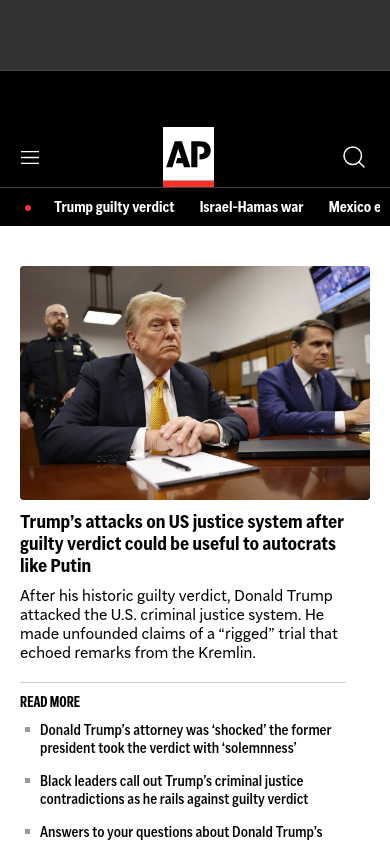 AP
Trump guilty verdict Israel-Hamas war Mexico e
Trump’s attacks on US justice system after
guilty verdict could be useful to autocrats
like Putin
After his historic guilty verdict, Donald Trump
attacked the U.S. criminal justice system. He
made unfounded claims of a “rigged” trial that
echoed remarks from the Kremlin.
READ MORE
Donald Trump’s attorney was ‘shocked’ the former
president took the verdict with ‘solemnness’
Black leaders call out Trump’s criminal justice
contradictions as he rails against guilty verdict
Answers to your questions about Donald Trump’s